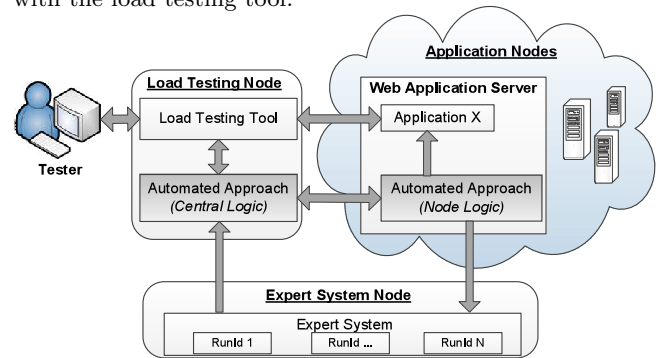 with the load testing tool.
Application Nodes
Load Testing Node
Web Application Server
Load Testing Tool
Application X
Tester
Automated Approach
(Central Logic)
Automated Approach
(Node Logic)
Expert System Node
Expert System
RunId 1
RunId ...
RunId N